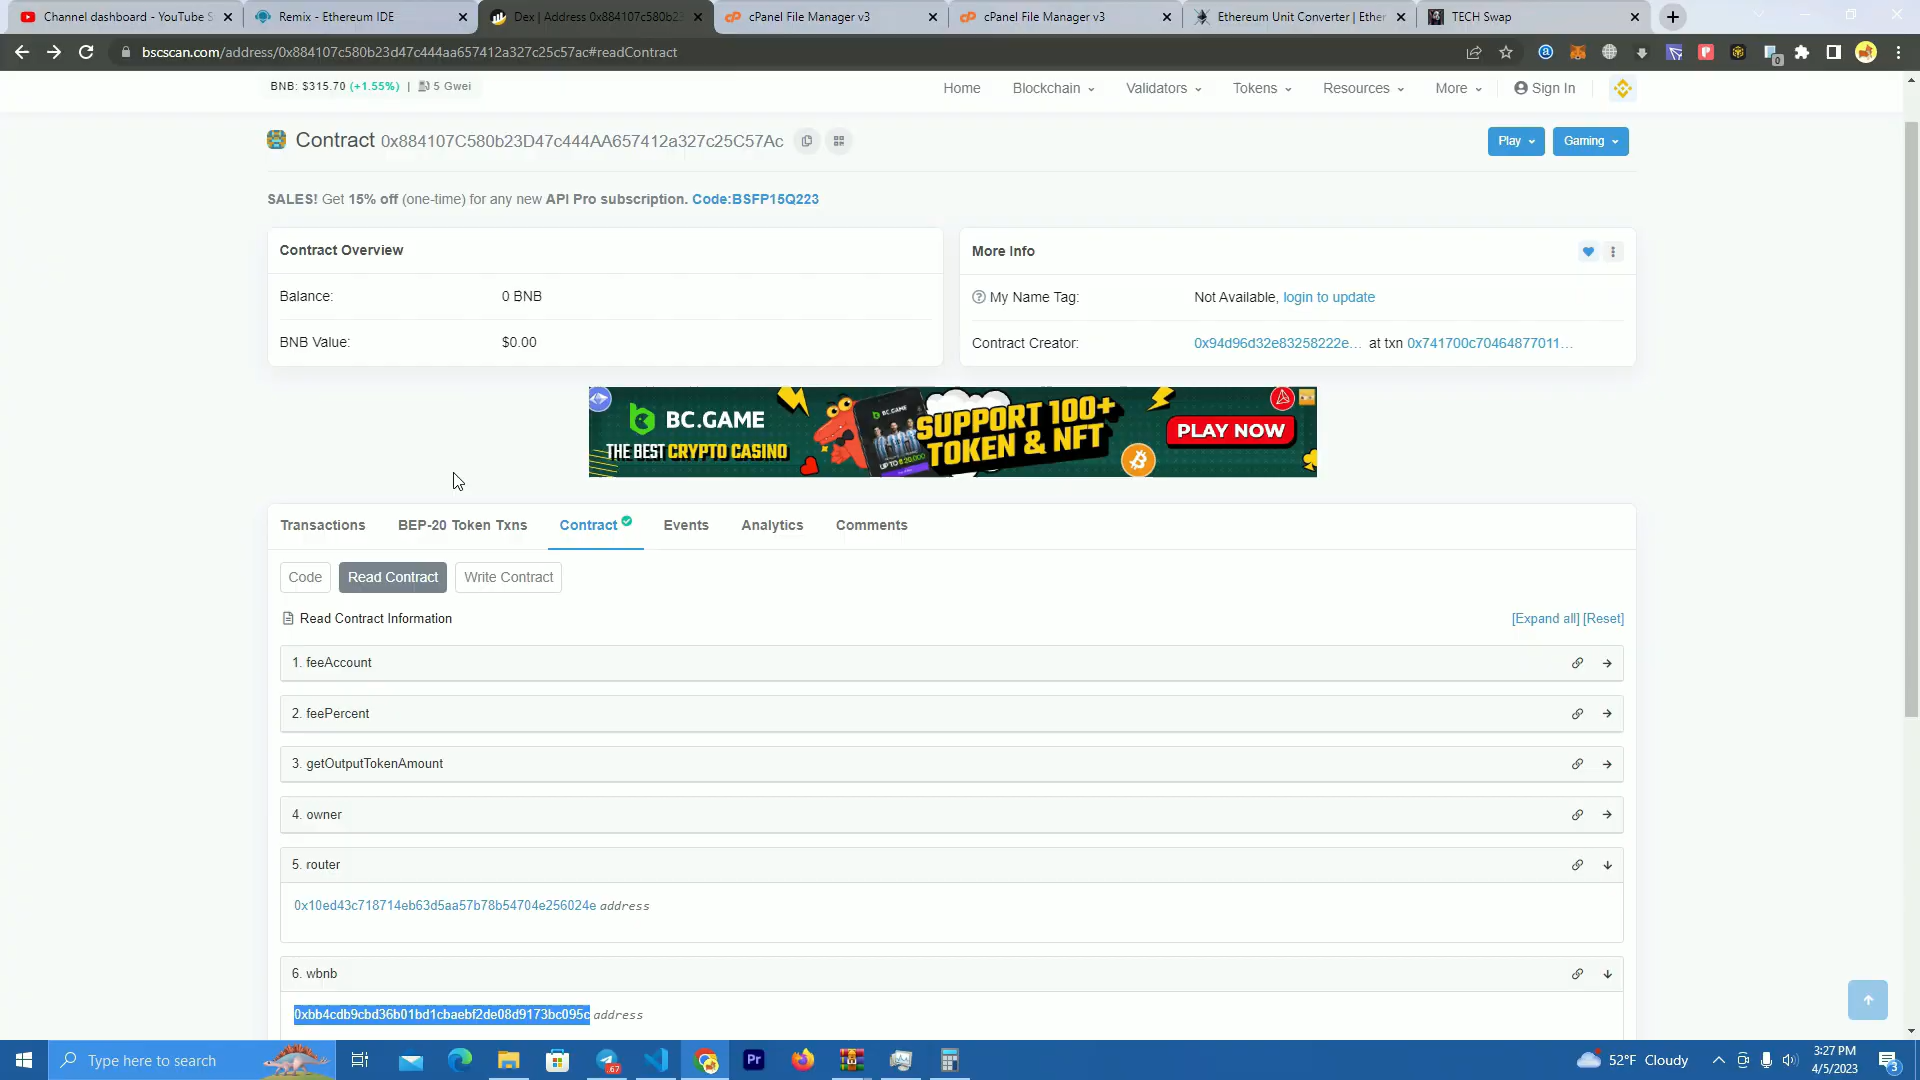 Channel dashboard - YouTube S
Remix - Ethereum IDE
Dex | Address 0x884107c580b23
cPanel File Manager v3
cPanel File Manager v3
Ethereum Unit Converter | Ether
TECH Swap
bscscan.com/address/0x884107c580b23d47c444aa657412a327c25c57ac#readContract
BNB: $315.70 (+1.55%) | 5 Gwei
Home
Blockchain
Validators
Tokens
Resources
More
Sign In
Contract 0x884107C580b23D47c444AA657412a327c25C57Ac
Play
Gaming
SALES! Get 15% off (one-time) for any new API Pro subscription. Code:BSFP15Q223
Contract Overview
Balance: 0 BNB
BNB Value: $0.00
More Info
My Name Tag: Not Available, login to update
Contract Creator: 0x94d96d32e83258222e... at txn 0x741700c70464877011...
BC.GAME
THE BEST CRYPTO CASINO
BC.GAME
SUPPORT 100+
TOKEN & NFT
PLAY NOW
Transactions
BEP-20 Token Txns
Contract
Events
Analytics
Comments
Code
Read Contract
Write Contract
Read Contract Information
[Expand all] [Reset]
1. feeAccount
2. feePercent
3. getOutputTokenAmount
4. owner
5. router
0x10ed43c718714eb63d5aa57b78b54704e256024e address
6. wbnb
0xbb4cdb9cbd36b01bd1cbaebf2de08d9173bc095c address
Type here to search
67
Pr
52°F Cloudy
3:27 PM
4/5/2023
3